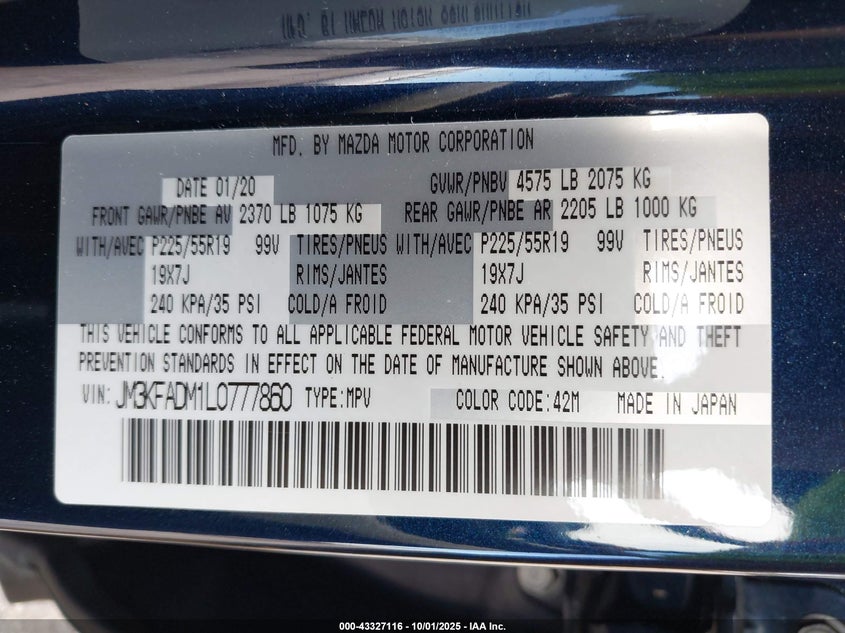 MFD. BY MAZDA MOTOR CORPORATION
DATE 01/20 GVWR/PNBV 4575 LB 2075 KG
FRONT GAWR/PNBE AV 2370 LB 1075 KG REAR GAWR/PNBE AR 2205 LB 1000 KG
WITH/AVEC P225/55R19 99V TIRES/PNEUS WITH/AVEC P225/55R19 99V TIRES/PNEUS
19X7J RIMS/JANTES 19X7J RIMS/JANTES
240 KPA/35 PSI COLD/A FROID 240 KPA/35 PSI COLD/A FROID
THIS VEHICLE CONFORMS TO ALL APPLICABLE FEDERAL MOTOR VEHICLE SAFETY AND THEFT
PREVENTION STANDARDS IN EFFECT ON THE DATE OF MANUFACTURE SHOWN ABOVE.
VIN: JM3KFADM1L0777860 TYPE:MPV COLOR CODE:42M MADE IN JAPAN
000-43327116 - 10/01/2025 - IAA Inc.